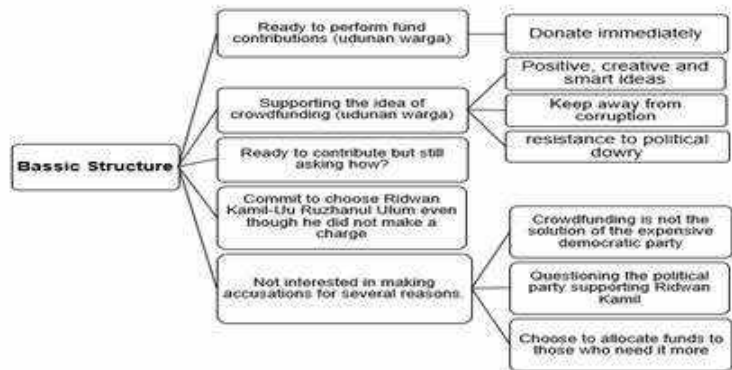 Bassic Structure
Ready to perform fund
contributions (udunan warga)
Donate immediately
Supporting the idea of
crowdfunding (udunan warga)
Positive, creative and
smart ideas
Keep away from
corruption
resistance to political
dowry
Ready to contribute but still
asking how?
Commit to choose Ridwan
Kamil-Uu Ruzhanul Ulum even
though he did not make a
charge
Not interested in making
accusations for several reasons.
Crowdfunding is not the
solution of the expensive
democratic party
Questioning the political
party supporting Ridwan
Kamil
Choose to allocate funds to
those who need it more